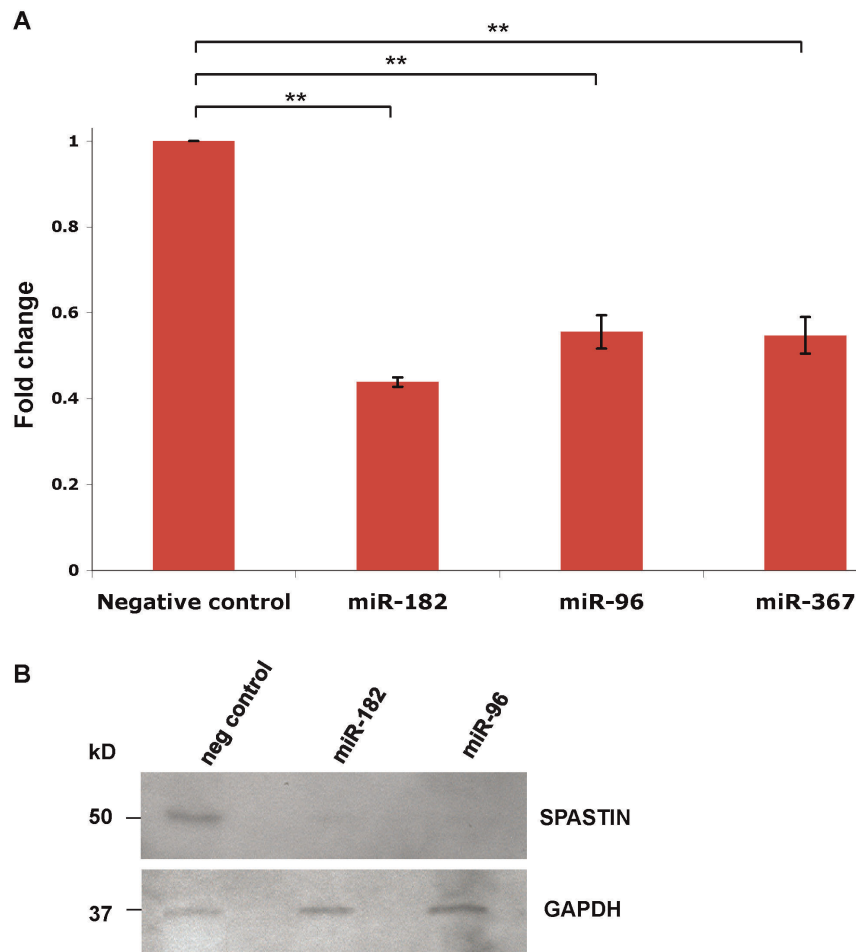 A
**
**
**
1
0.8
0.6
0.4
0.2
0
Fold change
Negative control miR-182 miR-96 miR-367
B
kD neg control miR-182 miR-96
50 SPASTIN
37 GAPDH